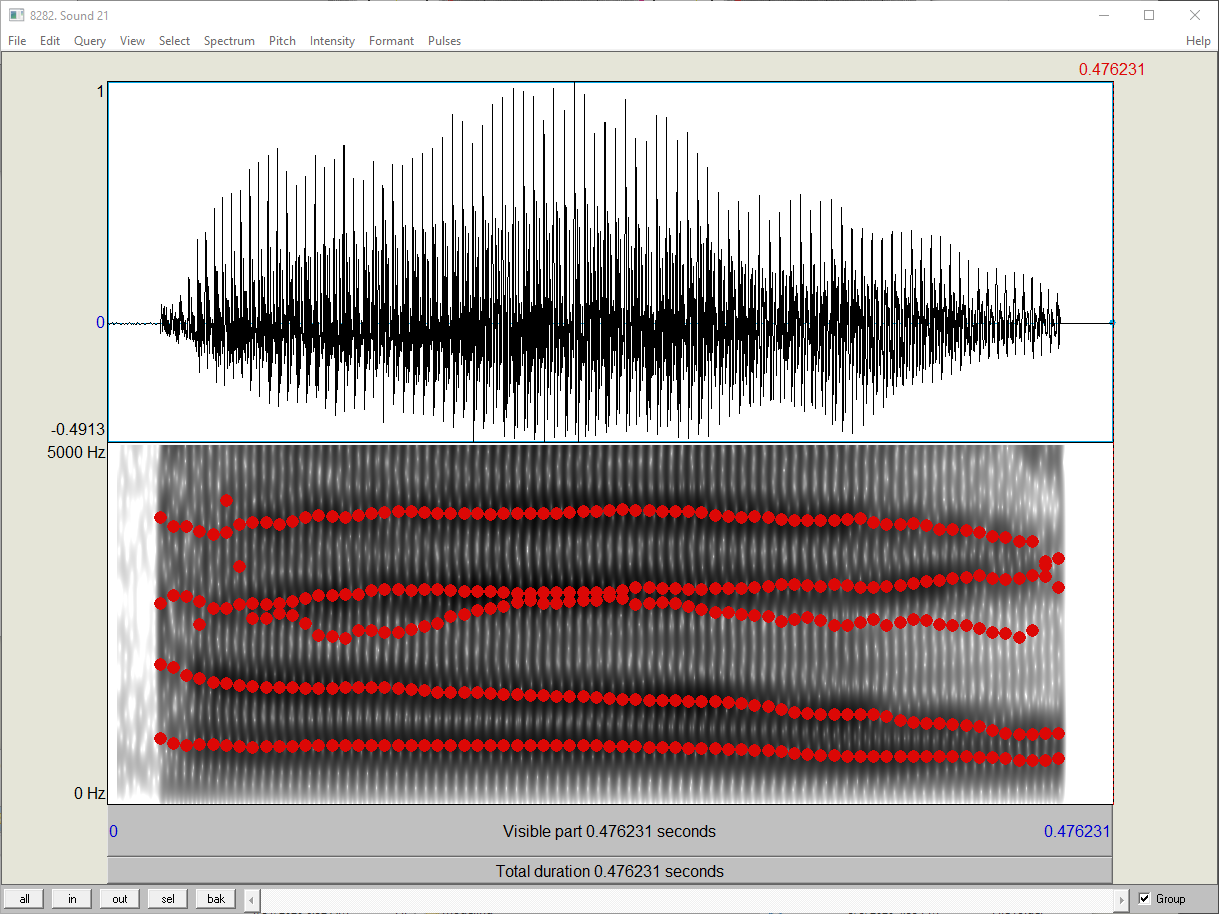 8282. Sound 21
File Edit Query View Select Spectrum Pitch Intensity Formant Pulses Help
0.476231
1
0
-0.4913
5000 Hz
0 Hz
0 Visible part 0.476231 seconds 0.476231
Total duration 0.476231 seconds
all in out sel bak Group